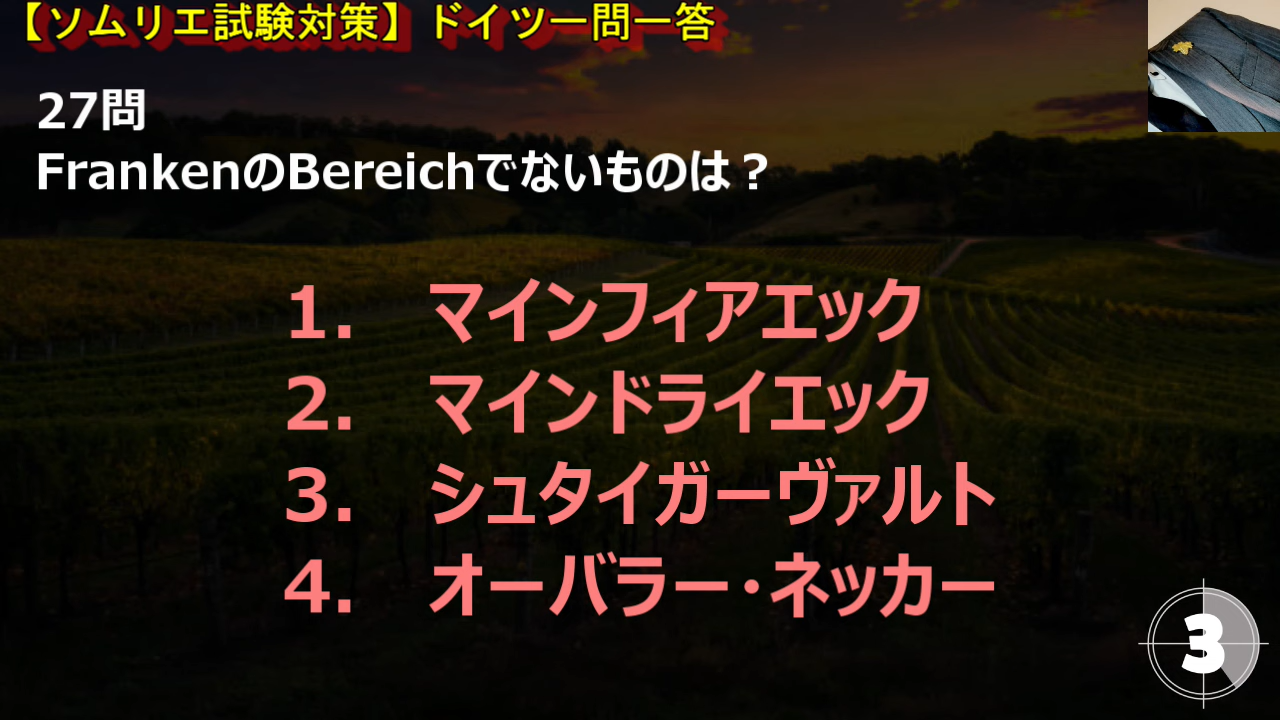 【ソムリエ試験対策】ドイツ一問一答
27問
FrankenのBereichでないものは？
1. マインフィアエック
2. マインドライエック
3. シュタイガーヴァルト
4. オーバラー・ネッカー
3